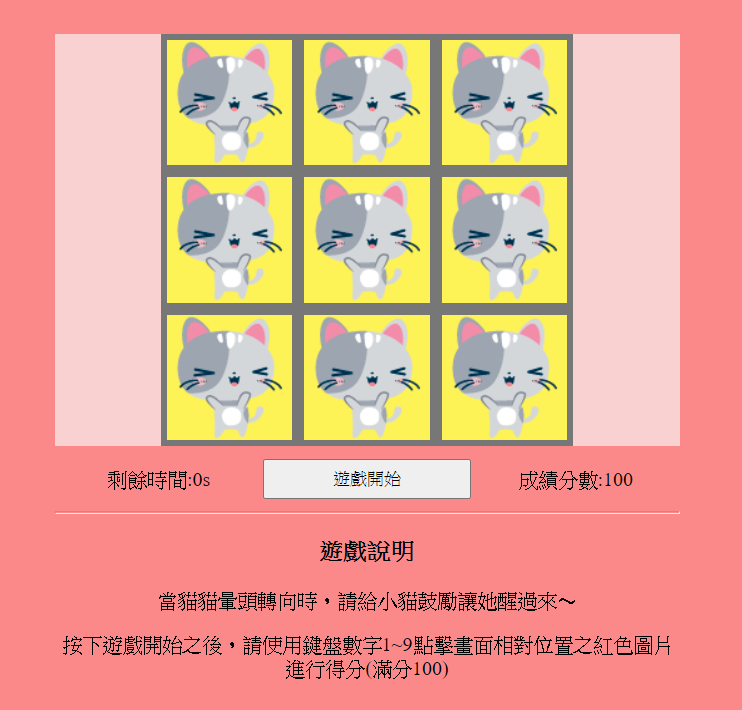 剩餘時間:0s 遊戲開始 成績分數:100
遊戲說明
當貓貓暈頭轉向時，請給小貓鼓勵讓她醒過來～
按下遊戲開始之後，請使用鍵盤數字1~9點擊畫面相對位置之紅色圖片
進行得分(滿分100)